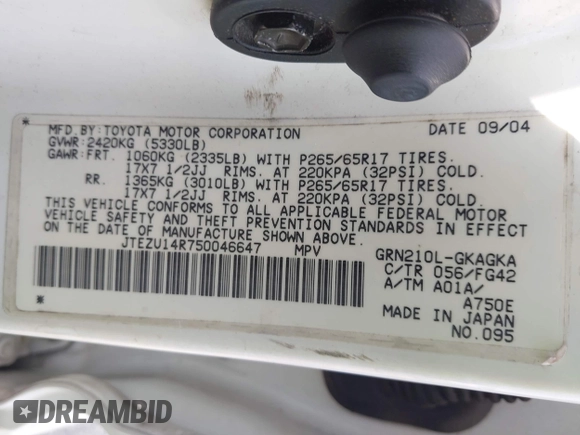 MFD.BY:TOYOTA MOTOR CORPORATION DATE 09/04
GVWR:2420KG (5330LB)
GAWR:FRT. 1060KG (2335LB) WITH P265/65R17 TIRES.
17X7 1/2JJ RIMS. AT 220KPA (32PSI) COLD.
RR. 1365KG (3010LB) WITH P265/65R17 TIRES.
17X7 1/2JJ RIMS. AT 220KPA (32PSI) COLD.
THIS VEHICLE CONFORMS TO ALL APPLICABLE FEDERAL MOTOR
VEHICLE SAFETY AND THEFT PREVENTION STANDARDS IN EFFECT
ON THE DATE OF MANUFACTURE SHOWN ABOVE.
JTEZU14R750046647 MPV GRN210L-GKAGKA
C/TR 056/FG42
A/TM A01A/
A750E
MADE IN JAPAN
NO.095
DREAMBID